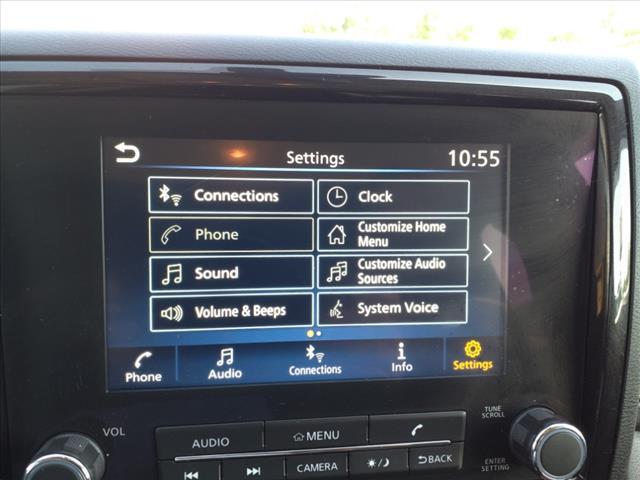 Settings
10:55
Connections
Clock
Phone
Customize Home
Menu
Sound
Customize Audio
Sources
Volume & Beeps
System Voice
Phone
Audio
Connections
Info
Settings
VOL
AUDIO
MENU
TUNE
SCROLL
CAMERA
BACK
ENTER
SETTING